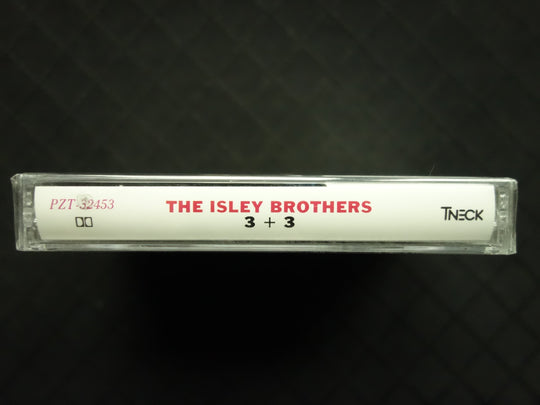 PZT-32453
THE ISLEY BROTHERS
3 + 3
TNECK